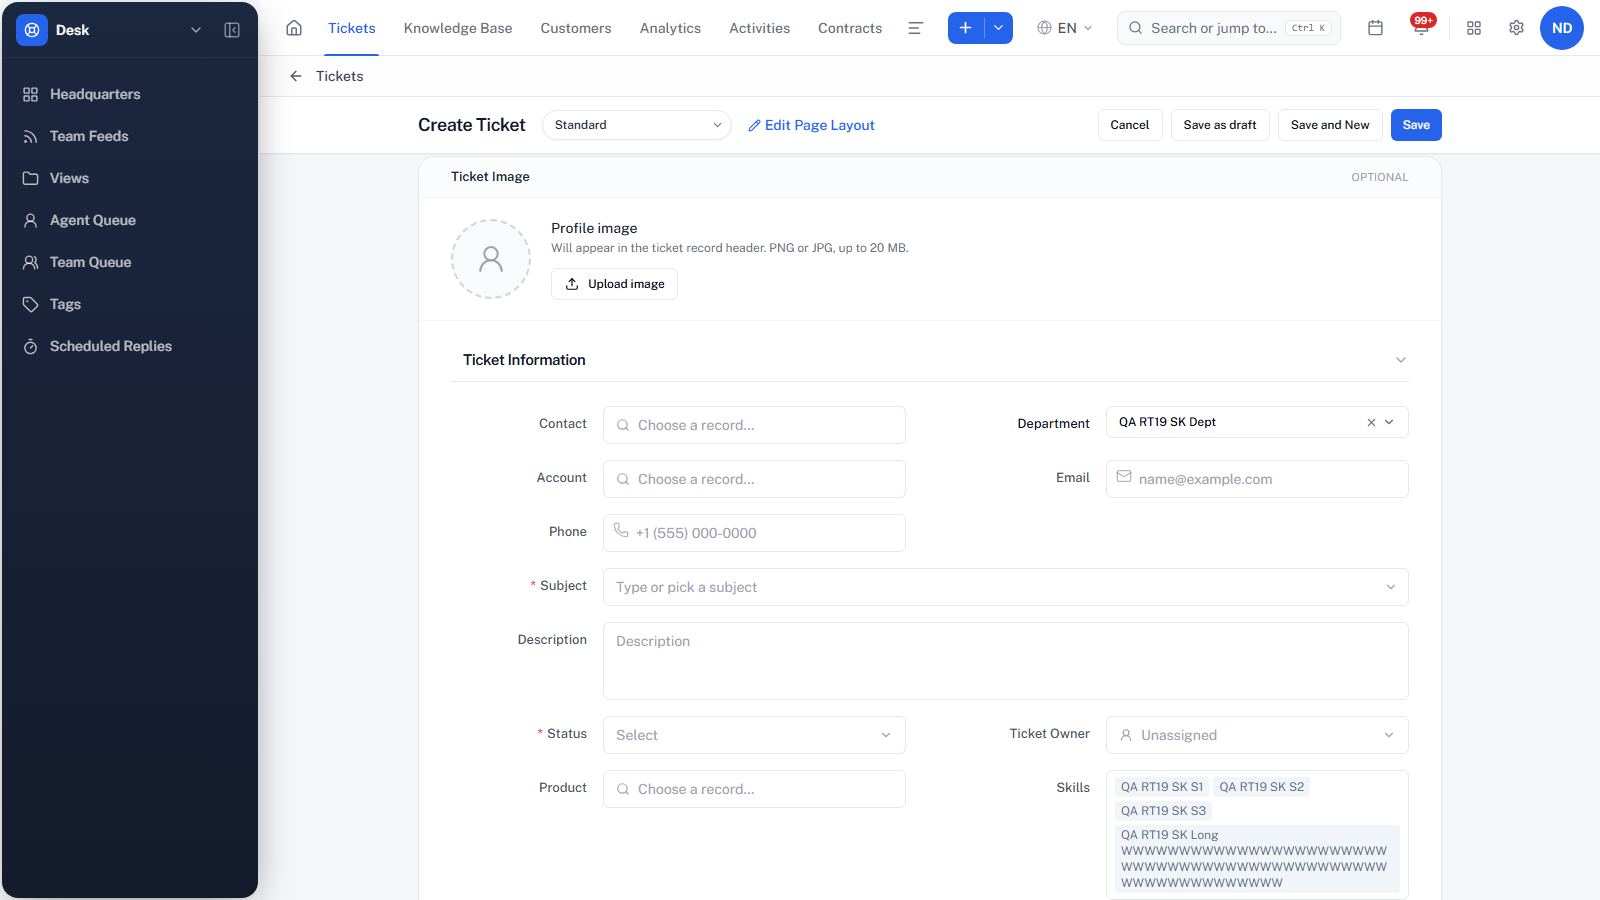 Desk
Headquarters
Team Feeds
Views
Agent Queue
Team Queue
Tags
Scheduled Replies
Tickets
Knowledge Base
Customers
Analytics
Activities
Contracts
EN
Search or jump to...
Ctrl K
99+
ND
Tickets
Create Ticket
Standard
Edit Page Layout
Cancel
Save as draft
Save and New
Save
Ticket Image
OPTIONAL
Profile image
Will appear in the ticket record header. PNG or JPG, up to 20 MB.
Upload image
Ticket Information
Contact
Choose a record...
Department
QA RT19 SK Dept
Account
Choose a record...
Email
name@example.com
Phone
+1 (555) 000-0000
* Subject
Type or pick a subject
Description
Description
* Status
Select
Ticket Owner
Unassigned
Product
Choose a record...
Skills
QA RT19 SK S1
QA RT19 SK S2
QA RT19 SK S3
QA RT19 SK Long
WWWWWWWWWWWWWWWWWWWWWWW
WWWWWWWWWWWWWWWWWWWWWWW
WWWWWWWWWWWWWW